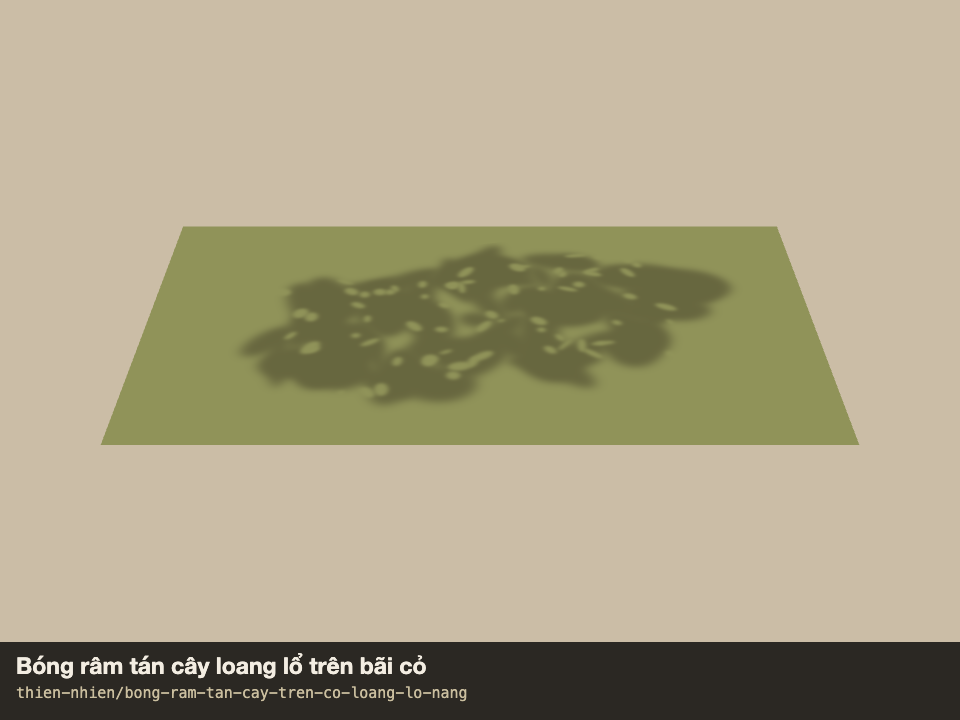 Bóng râm tán cây loang lổ trên bãi cỏ
thien-nhien/bong-ram-tan-cay-tren-co-loang-lo-nang